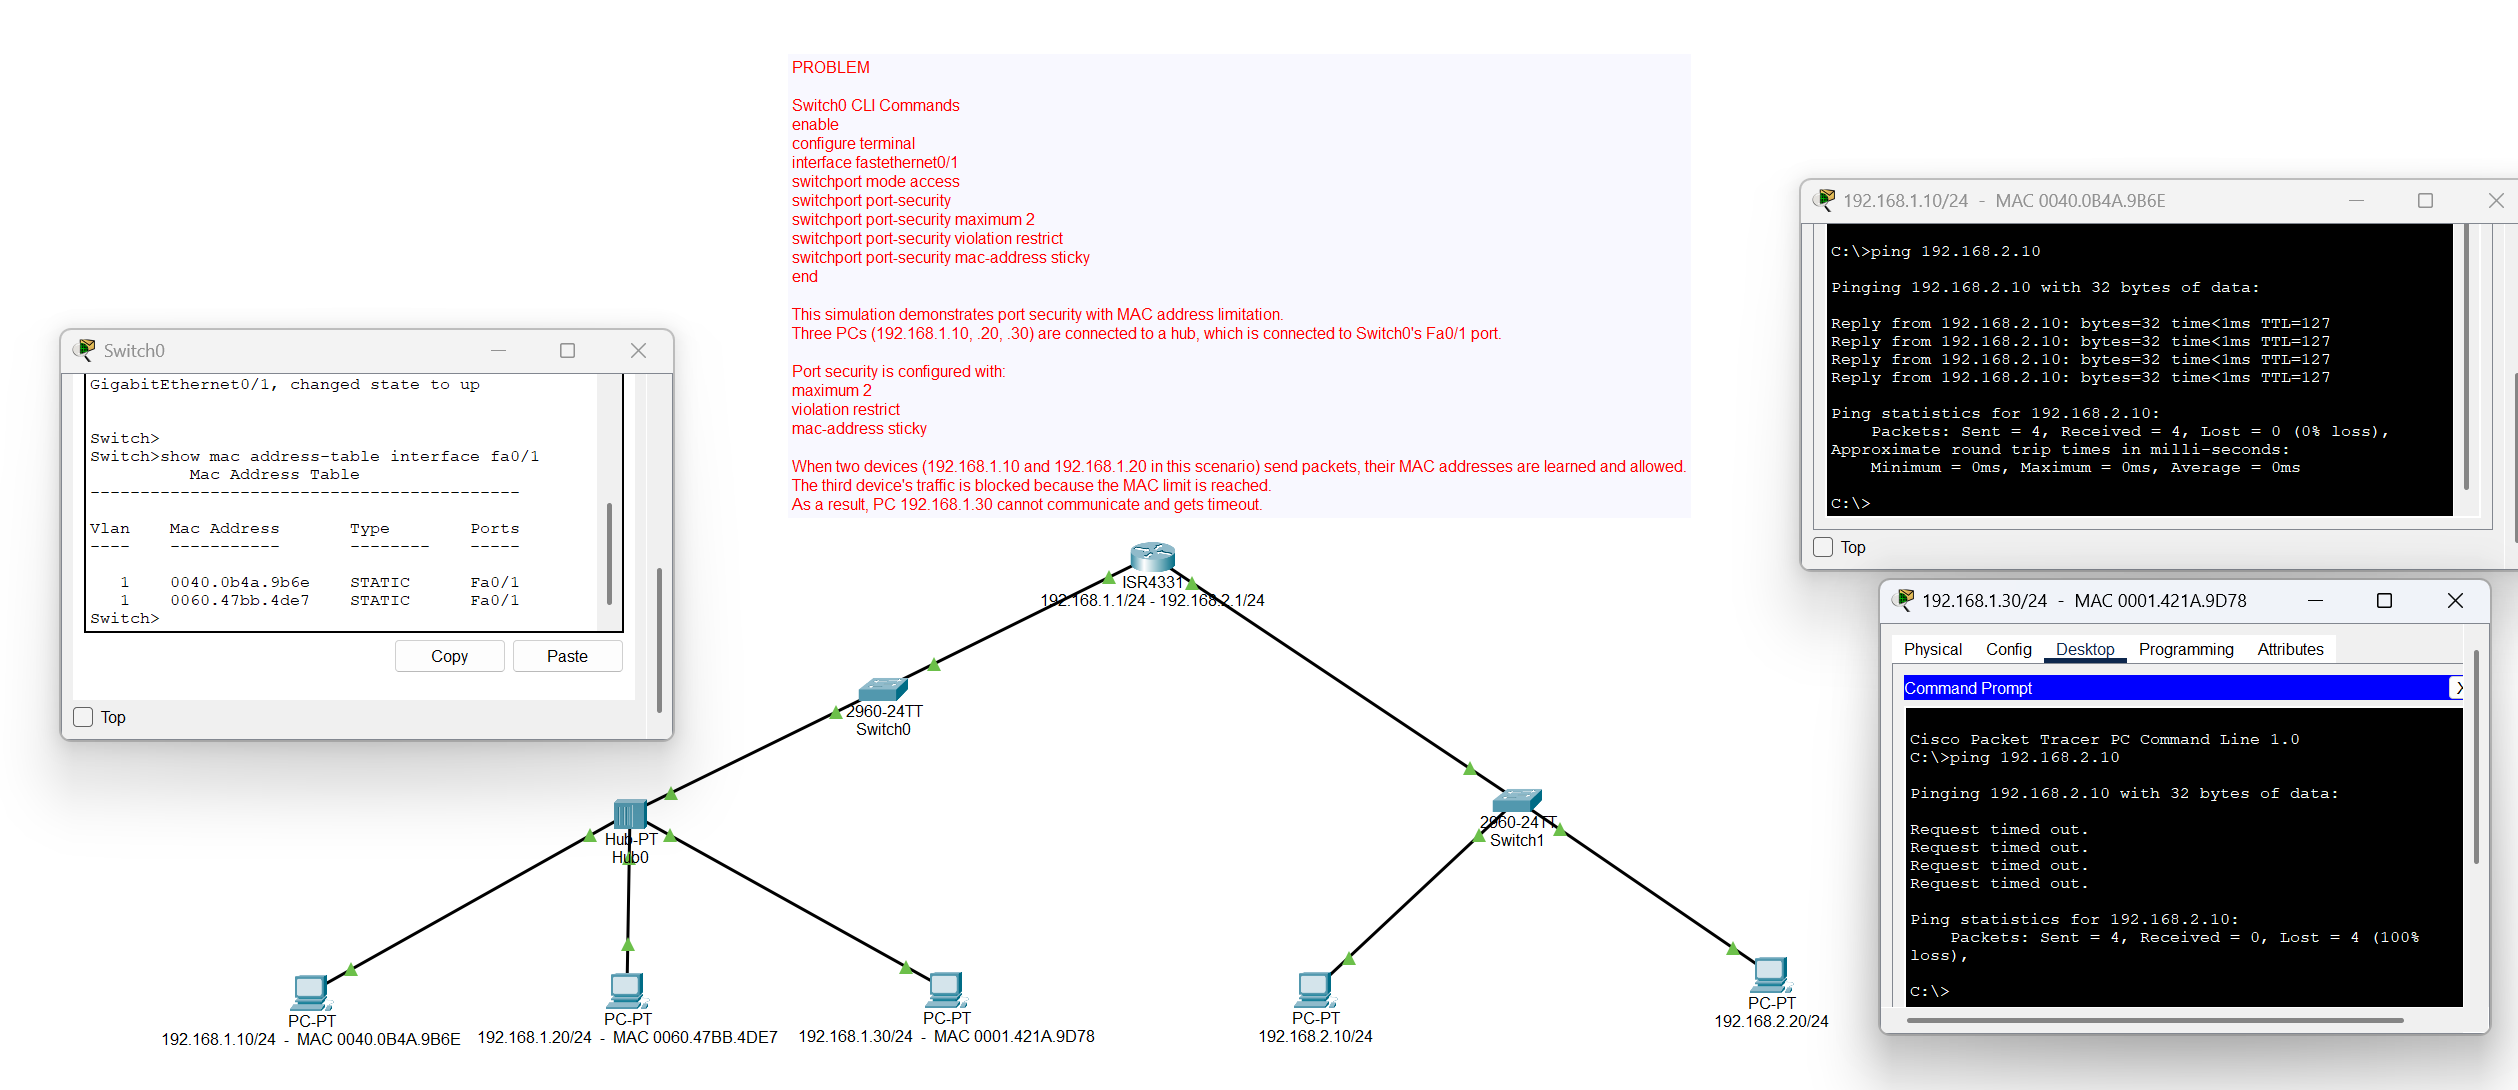 PROBLEM
Switch0 CLI Commands
enable
configure terminal
interface fastethernet0/1
switchport mode access
switchport port-security
switchport port-security maximum 2
switchport port-security violation restrict
switchport port-security mac-address sticky
end
This simulation demonstrates port security with MAC address limitation.
Three PCs (192.168.1.10, .20, .30) are connected to a hub, which is connected to Switch0's Fa0/1 port.
Port security is configured with:
maximum 2
violation restrict
mac-address sticky
When two devices (192.168.1.10 and 192.168.1.20 in this scenario) send packets, their MAC addresses are learned and allowed.
The third device's traffic is blocked because the MAC limit is reached.
As a result, PC 192.168.1.30 cannot communicate and gets timeout.
Switch0
GigabitEthernet0/1, changed state to up
Switch>
Switch>show mac address-table interface fa0/1
Mac Address Table
-------------------------------------------
Vlan Mac Address Type Ports
---- ----------- -------- -----
1 0040.0b4a.9b6e STATIC Fa0/1
1 0060.47bb.4de7 STATIC Fa0/1
Switch>
Copy Paste
Top
192.168.1.10/24 - MAC 0040.0B4A.9B6E
C:\>ping 192.168.2.10
Pinging 192.168.2.10 with 32 bytes of data:
Reply from 192.168.2.10: bytes=32 time<1ms TTL=127
Reply from 192.168.2.10: bytes=32 time<1ms TTL=127
Reply from 192.168.2.10: bytes=32 time<1ms TTL=127
Reply from 192.168.2.10: bytes=32 time<1ms TTL=127
Ping statistics for 192.168.2.10:
Packets: Sent = 4, Received = 4, Lost = 0 (0% loss),
Approximate round trip times in milli-seconds:
Minimum = 0ms, Maximum = 0ms, Average = 0ms
C:\>
Top
192.168.1.30/24 - MAC 0001.421A.9D78
Physical Config Desktop Programming Attributes
Command Prompt X
Cisco Packet Tracer PC Command Line 1.0
C:\>ping 192.168.2.10
Pinging 192.168.2.10 with 32 bytes of data:
Request timed out.
Request timed out.
Request timed out.
Request timed out.
Ping statistics for 192.168.2.10:
Packets: Sent = 4, Received = 0, Lost = 4 (100%
loss),
C:\>
ISR4331
192.168.1.1/24 - 192.168.2.1/24
2960-24TT
Switch0
Hub-PT
Hub0
2960-24TT
Switch1
PC-PT
192.168.1.10/24 - MAC 0040.0B4A.9B6E
PC-PT
192.168.1.20/24 - MAC 0060.47BB.4DE7
PC-PT
192.168.1.30/24 - MAC 0001.421A.9D78
PC-PT
192.168.2.10/24
PC-PT
192.168.2.20/24